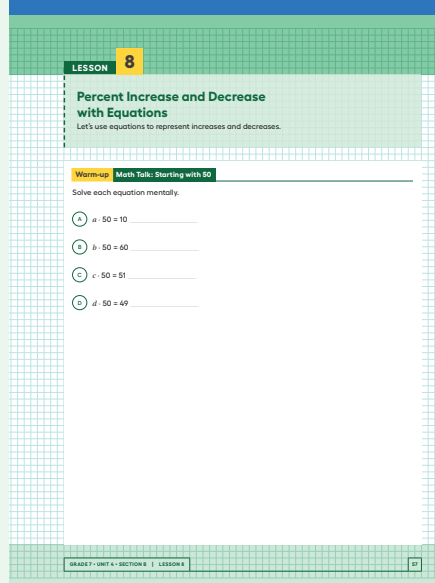 LESSON 8
Percent Increase and Decrease
with Equations
Let's use equations to represent increases and decreases.
Warm-up Math Talk: Starting with 50
Solve each equation mentally.
A a · 50 = 10
B b · 50 = 60
C c · 50 = 51
D d · 50 = 49
GRADE 7 • UNIT 4 • SECTION B | LESSON 8 57